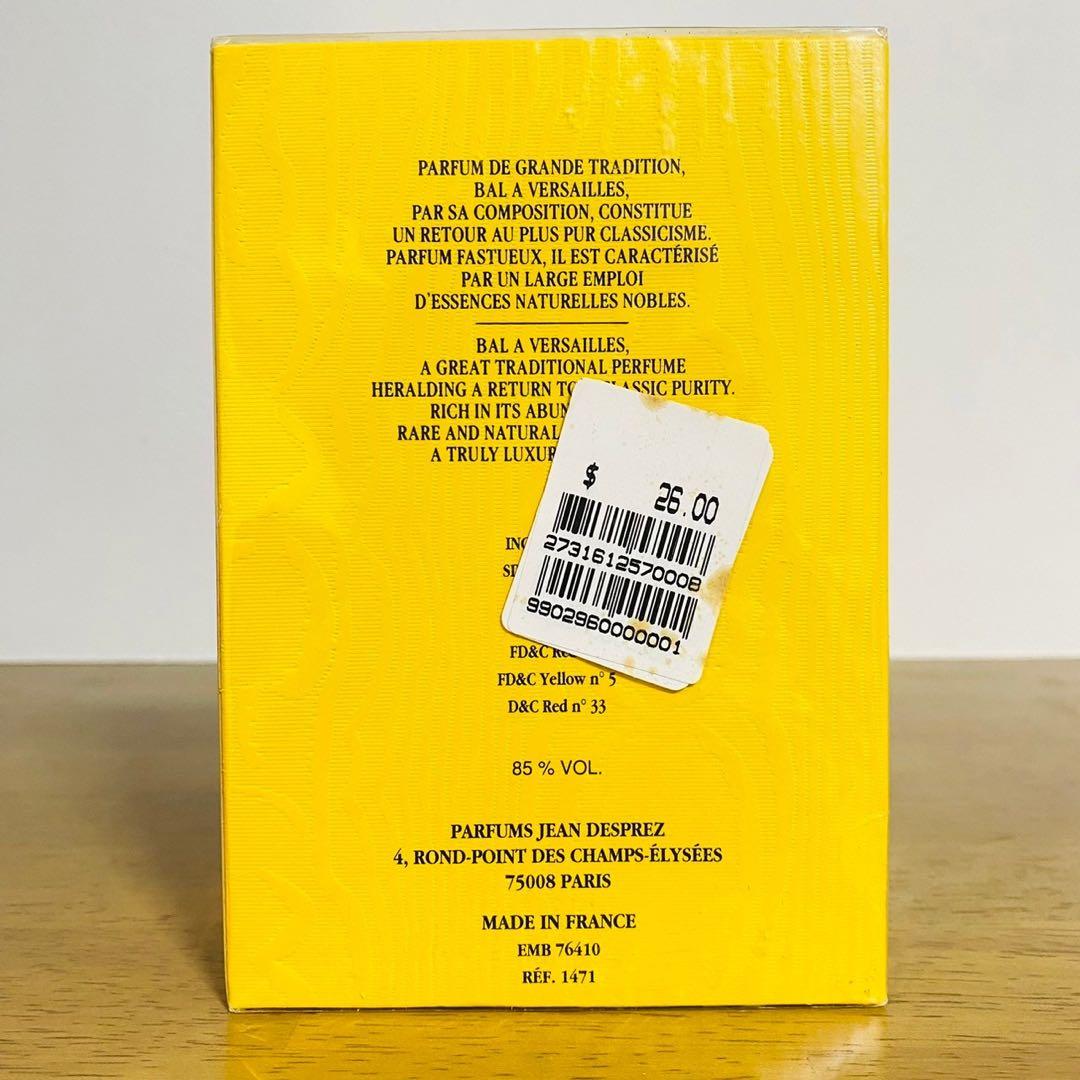 PARFUM DE GRANDE TRADITION,
BAL A VERSAILLES,
PAR SA COMPOSITION, CONSTITUE
UN RETOUR AU PLUS PUR CLASSICISME.
PARFUM FASTUEUX, IL EST CARACTÉRISÉ
PAR UN LARGE EMPLOI
D'ESSENCES NATURELLES NOBLES.
BAL A VERSAILLES,
A GREAT TRADITIONAL PERFUME
HERALDING A RETURN PURITY.
RICH IN ITS
RARE AND NATURAL
A TRULY
$ 26.00
2731612570008
9902960000001
FD&C
FD&C Yellow n° 5
D&C Red n° 33
85 % VOL.
PARFUMS JEAN DESPREZ
4, ROND-POINT DES CHAMPS-ÉLYSÉES
75008 PARIS
MADE IN FRANCE
EMB 76410
RÉF. 1471